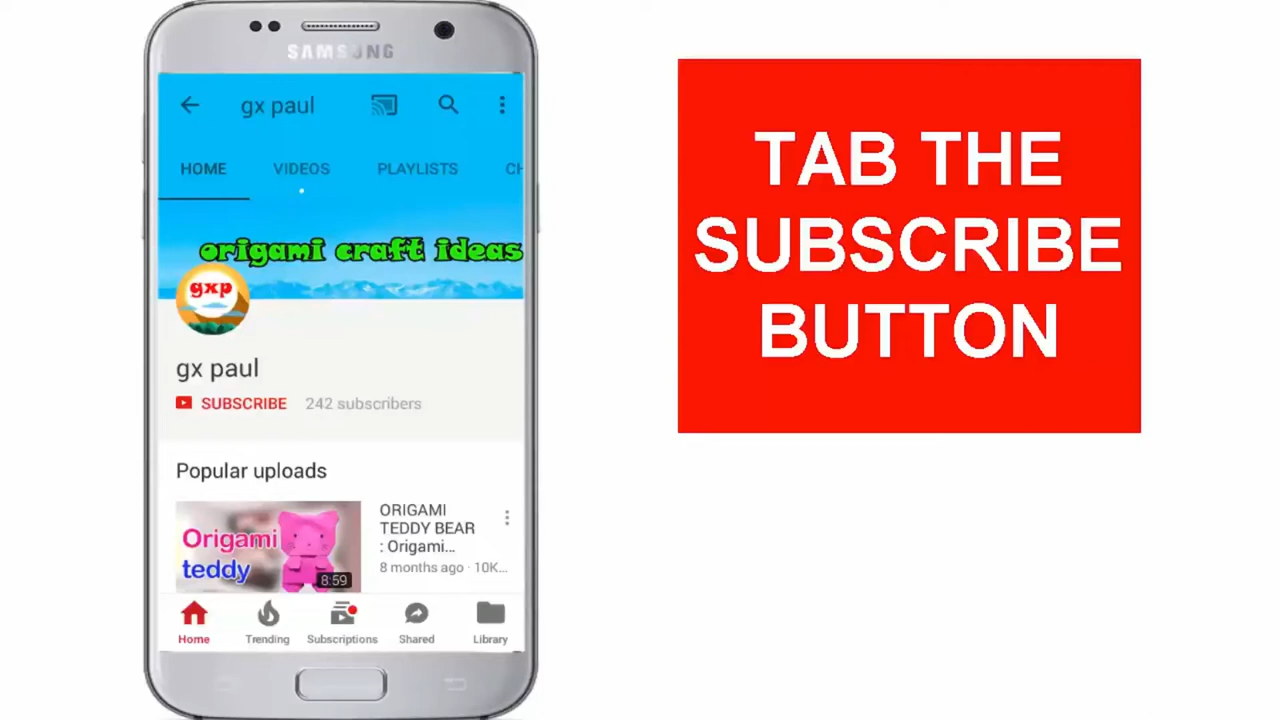 SAMSUNG
gx paul
HOME VIDEOS PLAYLISTS CH
origami craft ideas
gxp
gx paul
SUBSCRIBE 242 subscribers
Popular uploads
Origami
teddy
8:59
ORIGAMI
TEDDY BEAR
: Origami...
8 months ago · 10K...
Home Trending Subscriptions Shared Library
TAB THE
SUBSCRIBE
BUTTON